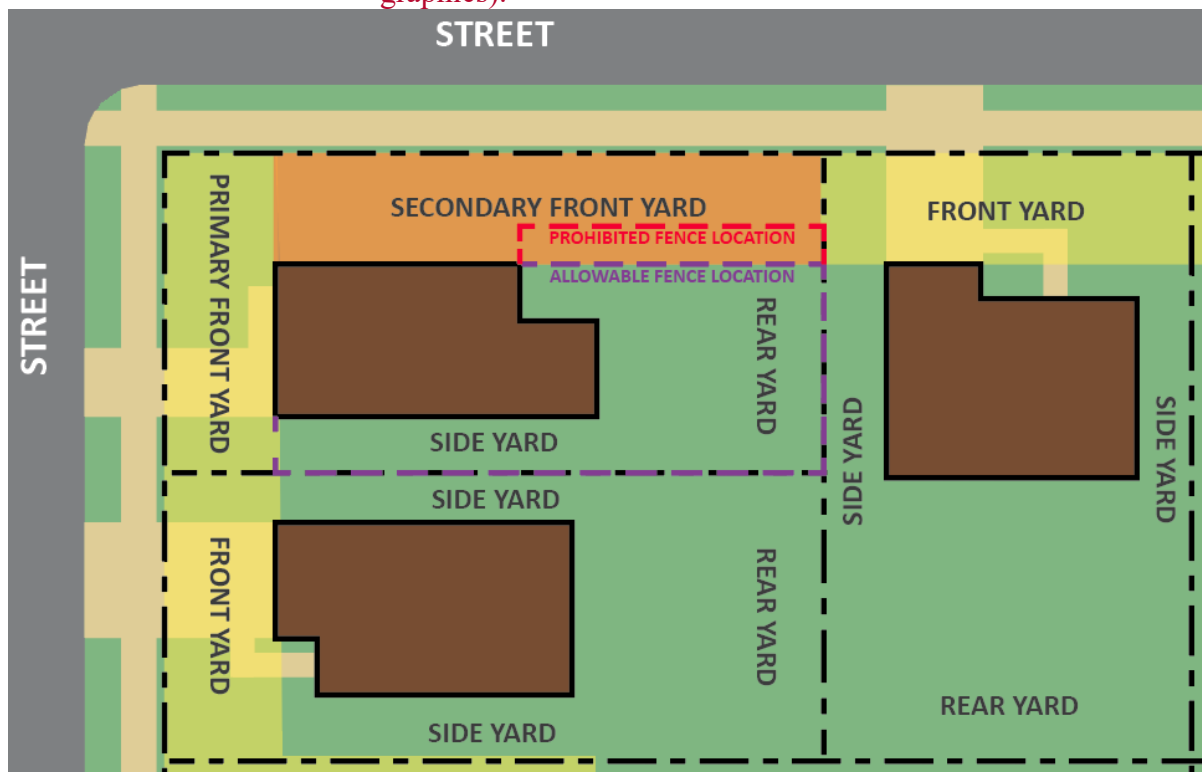 graphics).
STREET
STREET
PRIMARY FRONT YARD
SECONDARY FRONT YARD
PROHIBITED FENCE LOCATION
ALLOWABLE FENCE LOCATION
FRONT YARD
REAR YARD
SIDE YARD
SIDE YARD
SIDE YARD
SIDE YARD
FRONT YARD
REAR YARD
REAR YARD
SIDE YARD